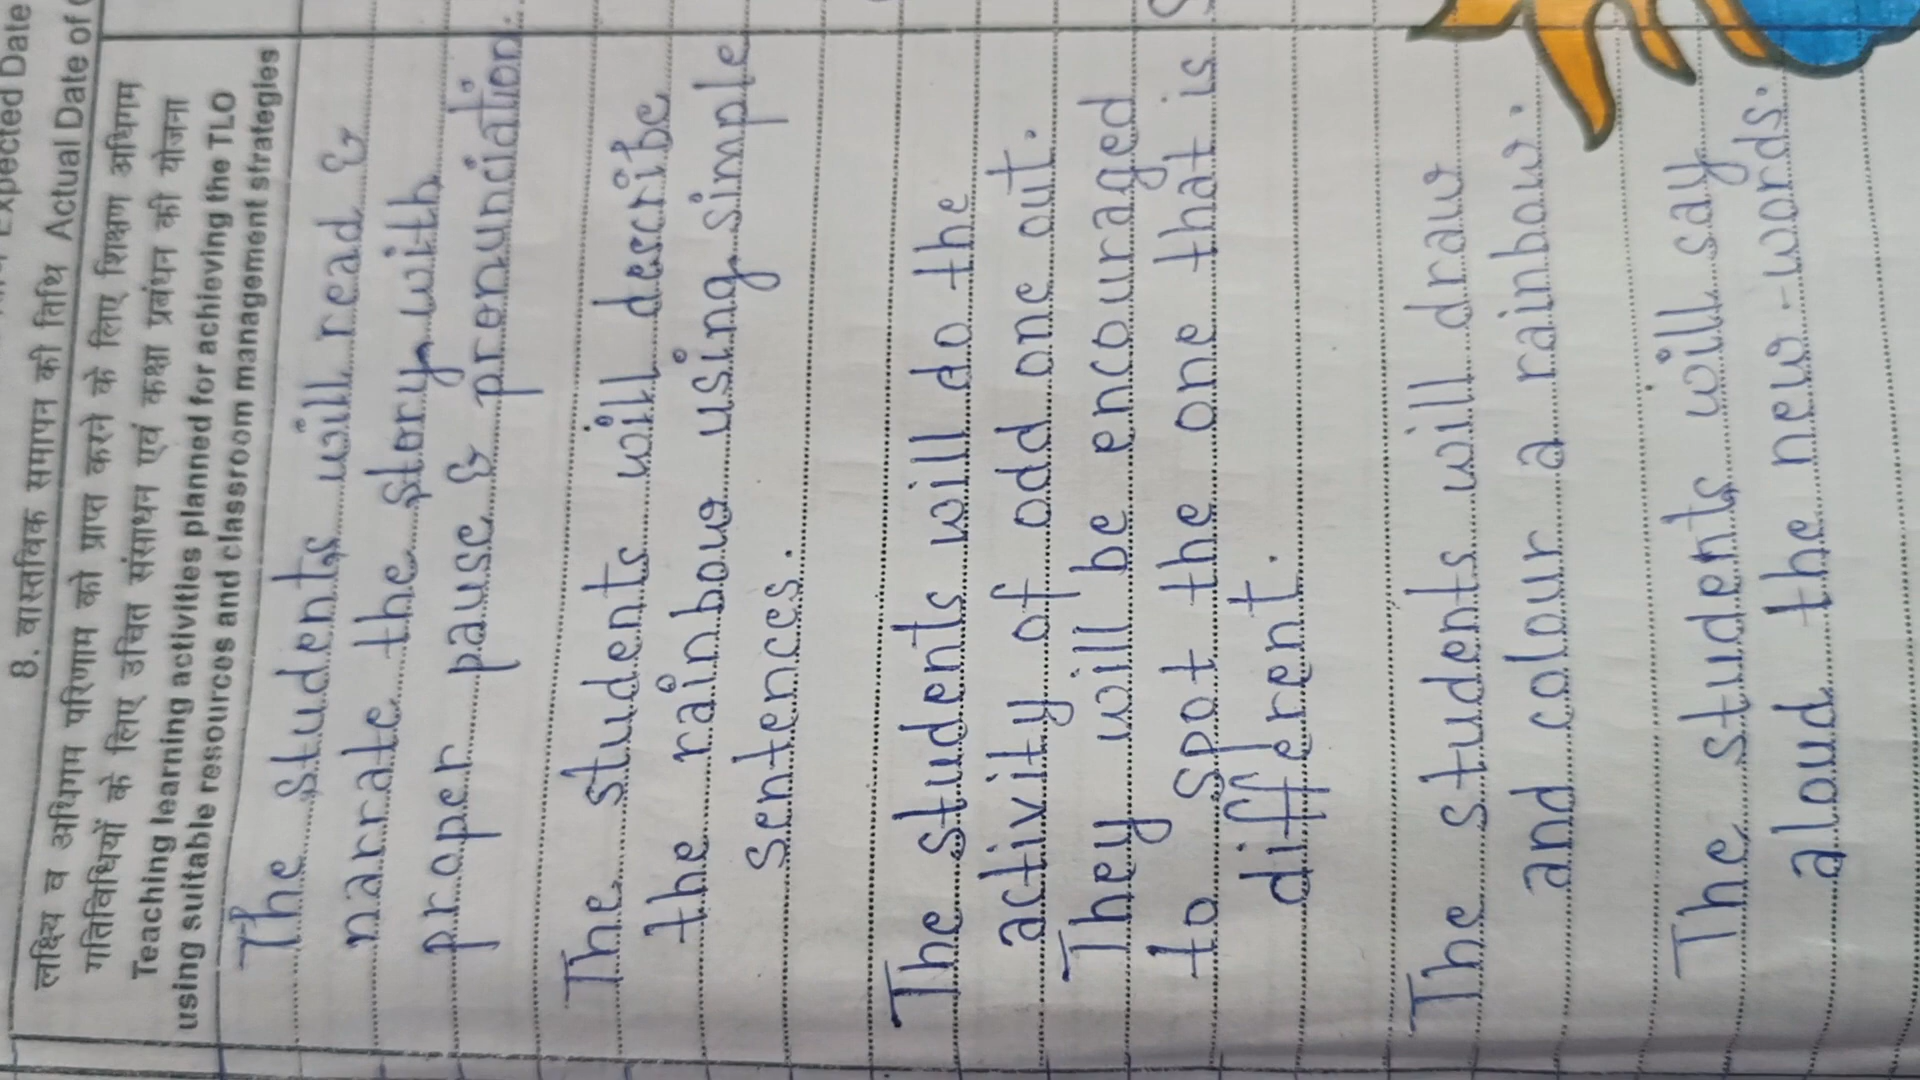 Expected Date
8. वास्तविक समापन की तिथि Actual Date of
लक्ष्यि व अधिगम परिणाम को प्राप्त करने के लिए शिक्षण अधिगम
गतिविधियों के लिए उचित संसाधन एवं कक्षा प्रबंधन की योजना
Teaching learning activities planned for achieving the TLO
using suitable resources and classroom management strategies
The students will read &
narrate the story with
proper pause & pronunciation.
The students will describe
the rainbow using simple
sentences.
The students will do the
activity of odd one out.
They will be encouraged
to spot the one that is
different.
The students will draw
and colour a rainbow.
The students will say
aloud the new-words.